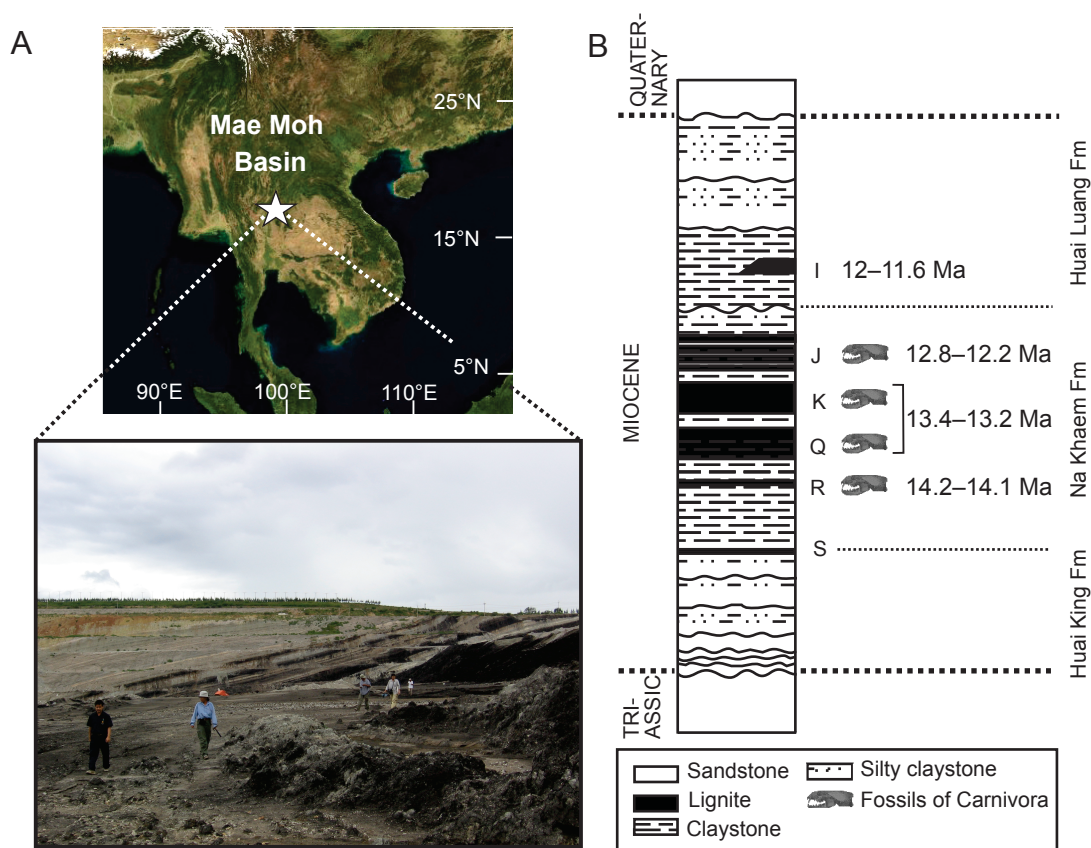 A
Mae Moh
Basin
25°N
15°N
5°N
90°E
100°E
110°E
B
QUATER-
NARY
MIOCENE
TRI-
ASSIC
I 12–11.6 Ma
J 12.8–12.2 Ma
K
13.4–13.2 Ma
Q
R 14.2–14.1 Ma
S
Huai Luang Fm
Na Khaem Fm
Huai King Fm
Sandstone
Silty claystone
Lignite
Fossils of Carnivora
Claystone